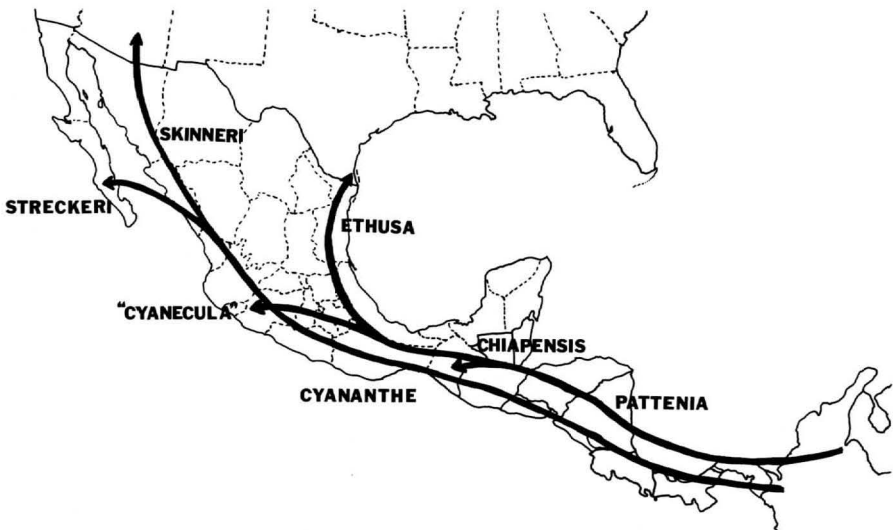 SKINNERI
STRECKERI
ETHUSA
"CYANECULA"
CHIAPENSIS
CYANANTHE
PATTENIA